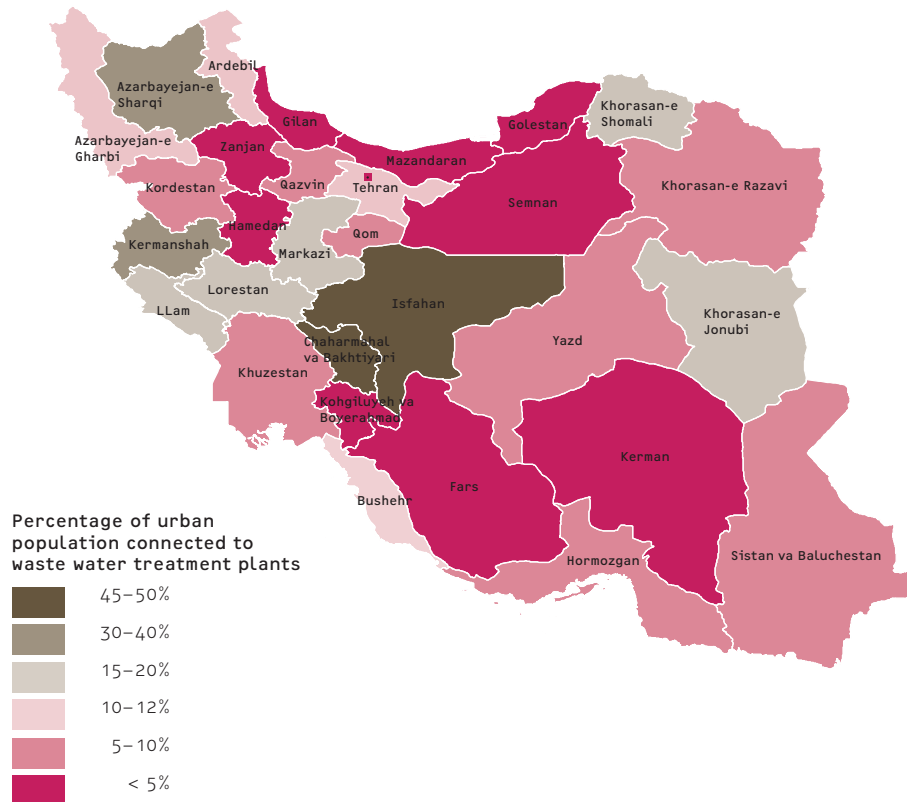 Ardebil
Azarbayejan-e
Sharqi
Khorasan-e
Shomali
Gilan
Golestan
Azarbayejan-e
Gharbi
Zanjan
Mazandaran
Kordestan
Qazvin
Tehran
Khorasan-e Razavi
Semnan
Hamedan
Qom
Kermanshah
Markazi
Lorestan
Isfahan
LLam
Khorasan-e
Jonubi
Chaharmahal
va Bakhtiyari
Yazd
Khuzestan
Kohgiluyeh va
Boyerahmad
Kerman
Fars
Bushehr
Hormozgan
Sistan va Baluchestan
Percentage of urban
population connected to
waste water treatment plants
45–50%
30–40%
15–20%
10–12%
5–10%
< 5%